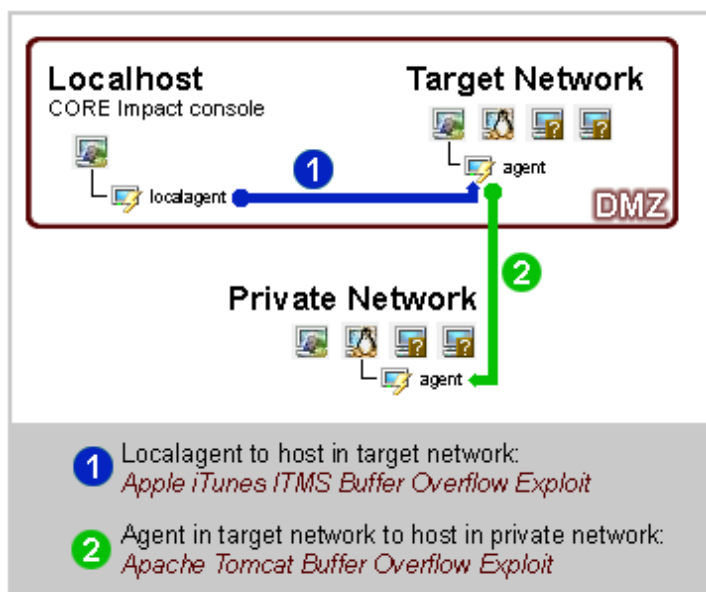 Localhost
CORE Impact console
localagent
1
Target Network
? ?
agent
DMZ
2
Private Network
? ?
agent
1 Localagent to host in target network:
Apple iTunes ITMS Buffer Overflow Exploit
2 Agent in target network to host in private network:
Apache Tomcat Buffer Overflow Exploit